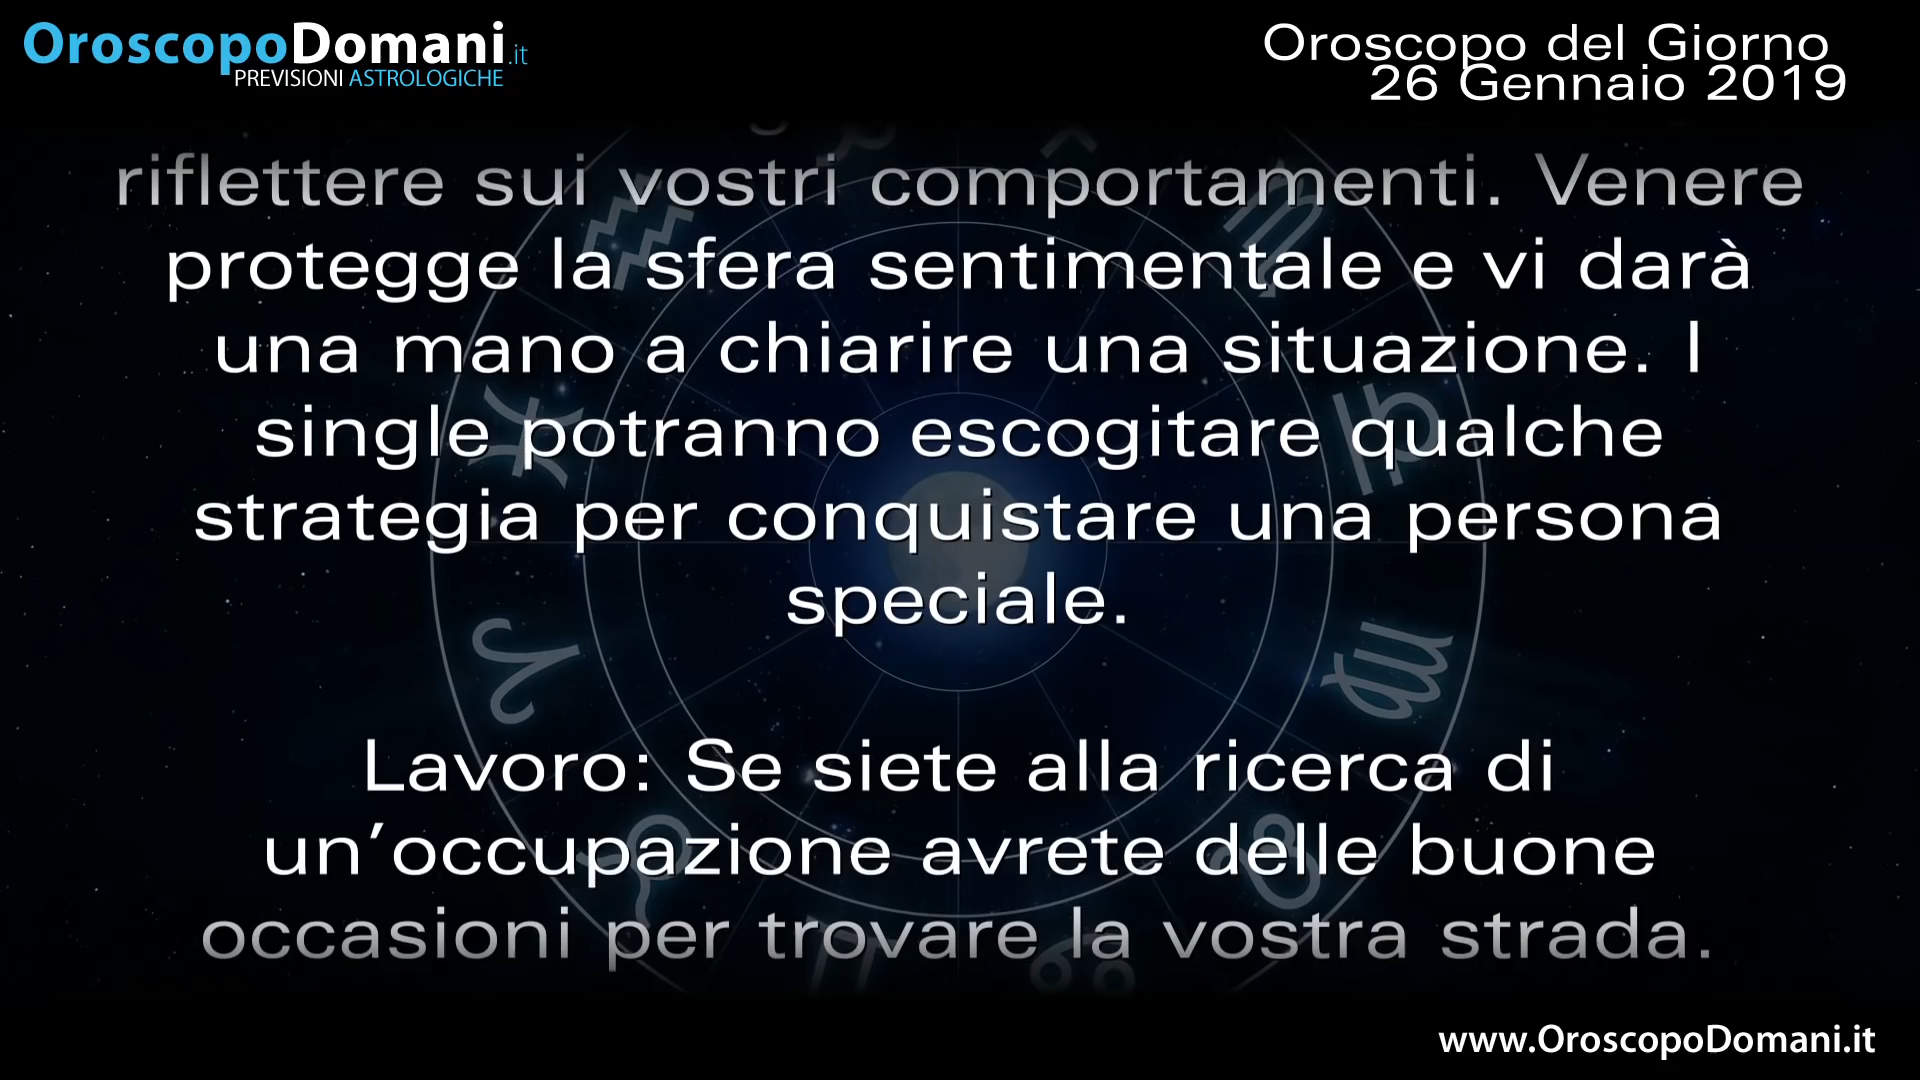 OroscopoDomani.it
PREVISIONI ASTROLOGICHE
Oroscopo del Giorno
26 Gennaio 2019
riflettere sui vostri comportamenti. Venere
protegge la sfera sentimentale e vi darà
una mano a chiarire una situazione. I
single potranno escogitare qualche
strategia per conquistare una persona
speciale.
Lavoro: Se siete alla ricerca di
un’occupazione avrete delle buone
occasioni per trovare la vostra strada.
www.OroscopoDomani.it